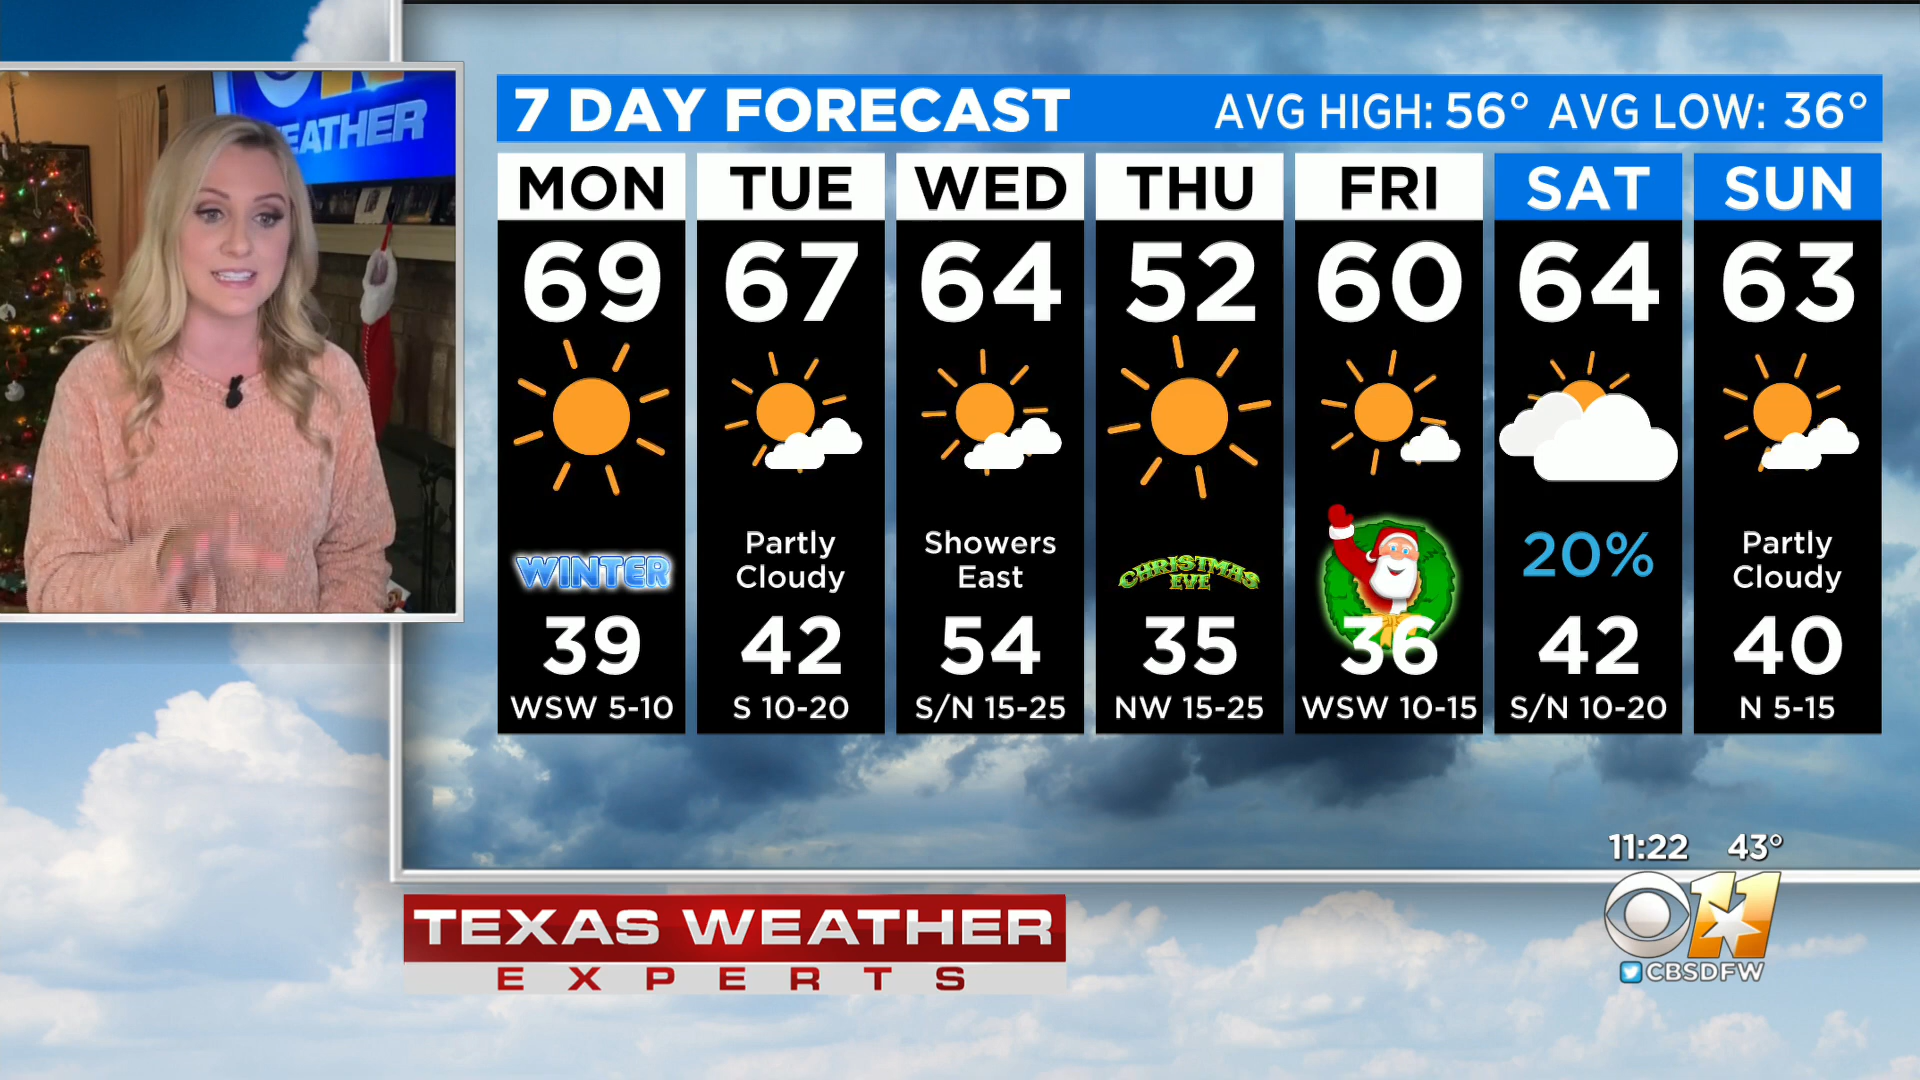 EATHER
7 DAY FORECAST AVG HIGH: 56° AVG LOW: 36°
MON TUE WED THU FRI SAT SUN
69 67 64 52 60 64 63
WINTER
Partly
Cloudy
Showers
East
CHRISTMAS
EVE
20%
Partly
Cloudy
39 42 54 35 36 42 40
WSW 5-10 S 10-20 S/N 15-25 NW 15-25 WSW 10-15 S/N 10-20 N 5-15
11:22 43°
11
CBSDFW
TEXAS WEATHER
EXPERTS